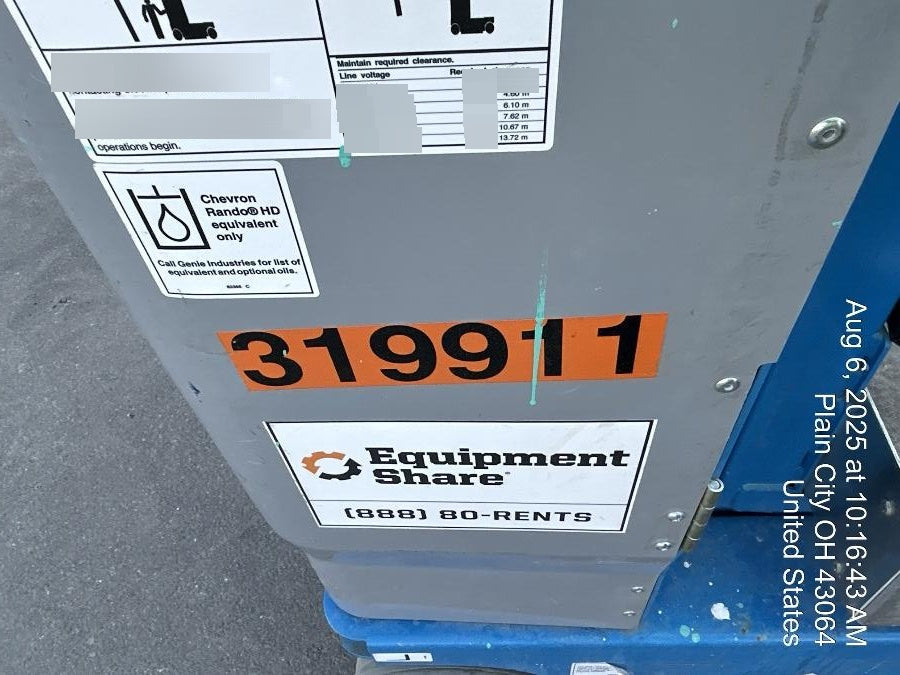 Maintain required clearance.
Line voltage
6.10 m
7.62 m
10.67 m
13.72 m
operations begin.
Chevron
Rando® HD
equivalent
only
Call Genie Industries for list of
equivalent and optional oils.
319911
Equipment
Share
(888) 80-RENTS
Aug 6, 2025 at 10:16:43 AM
Plain City OH 43064
United States